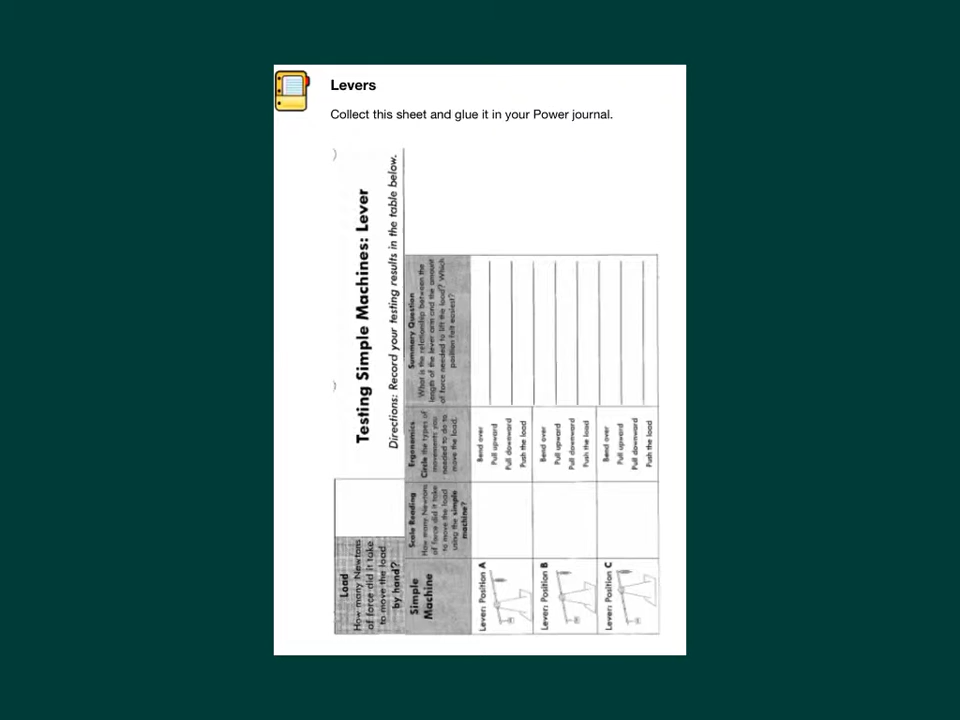 Levers
Collect this sheet and glue it in your Power journal.
Load
How many Newtons
of force did it take
to move the load
by hand?
Testing Simple Machines: Lever
Directions: Record your testing results in the table below.
Simple
Machine
Scale Reading
How many Newtons
of force did it take
to move the load
using the simple
machine?
Ergonomics
Circle the types of
movements you
needed to do to
move the load.
Summary Question
What is the relationship between the
length of the lever arm and the amount
of force needed to lift the load? Which
position felt easiest?
Lever: Position A
Bend over
Pull upward
Pull downward
Push the load
Lever: Position B
Bend over
Pull upward
Pull downward
Push the load
Lever: Position C
Bend over
Pull upward
Pull downward
Push the load